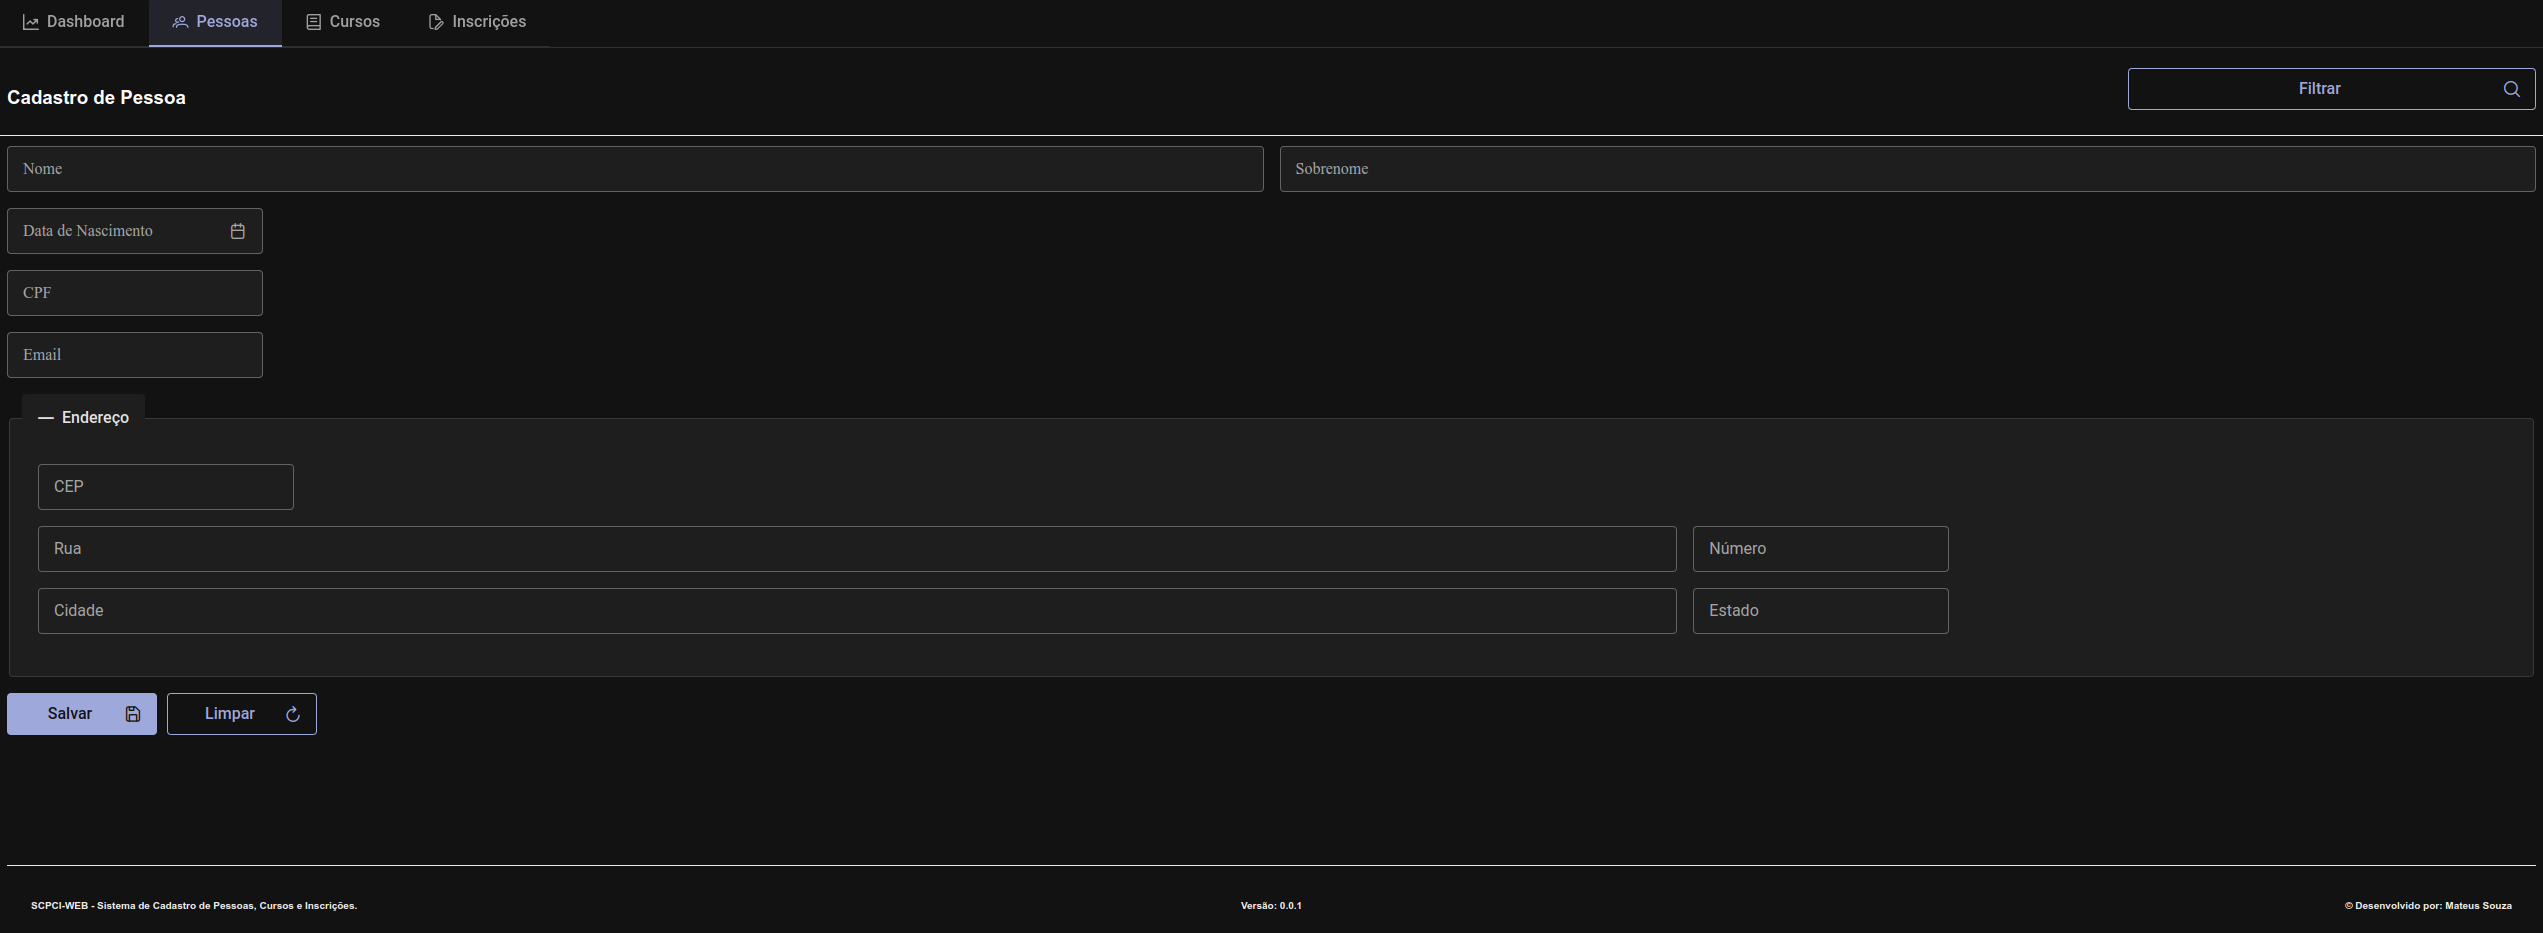 Dashboard Pessoas Cursos Inscrições
Cadastro de Pessoa
Filtrar
Nome Sobrenome
Data de Nascimento
CPF
Email
Endereço
CEP
Rua Número
Cidade Estado
Salvar Limpar
SCPCI-WEB - Sistema de Cadastro de Pessoas, Cursos e Inscrições. Versão: 0.0.1 © Desenvolvido por: Mateus Souza